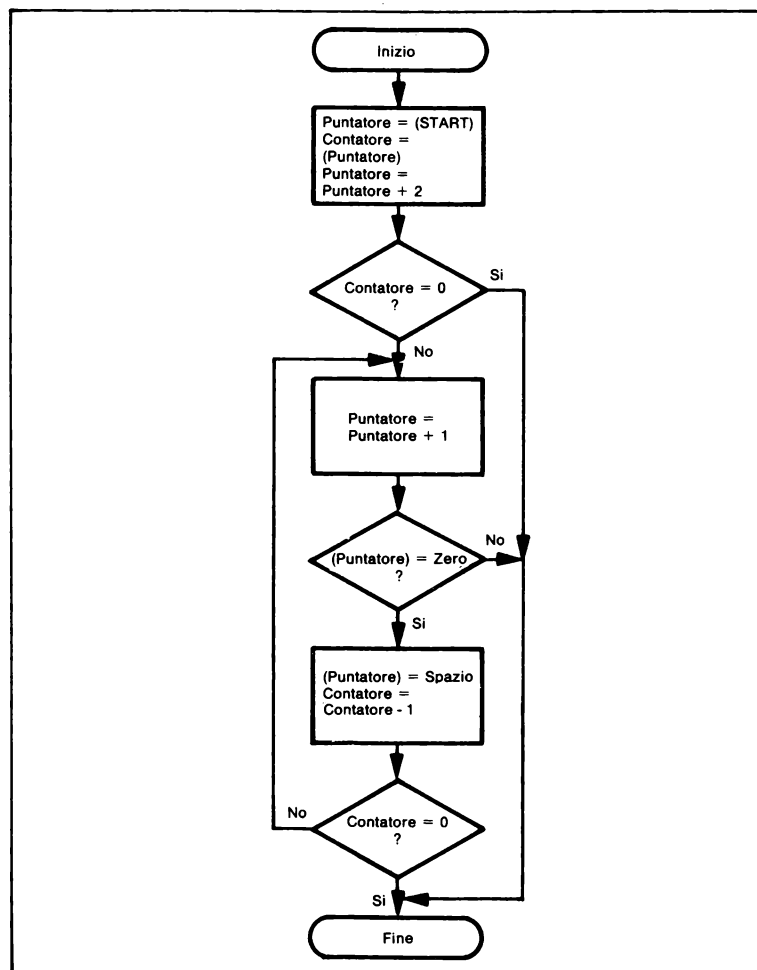 Inizio
Puntatore = (START)
Contatore =
(Puntatore)
Puntatore =
Puntatore + 2
Contatore = 0
?
Si
No
Puntatore =
Puntatore + 1
(Puntatore) = Zero
?
No
Si
(Puntatore) = Spazio
Contatore =
Contatore - 1
Contatore = 0
?
No
Si
Fine